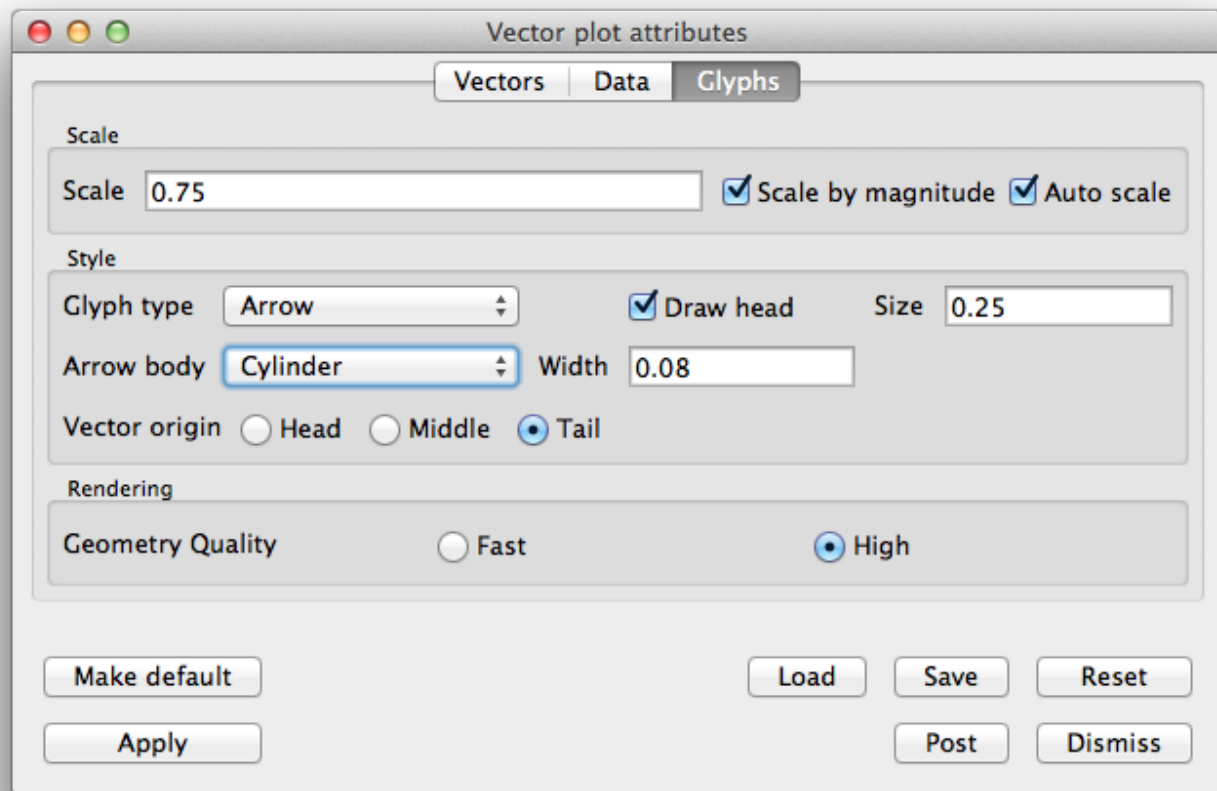 Vector plot attributes
Vectors Data Glyphs
Scale
Scale 0.75 Scale by magnitude Auto scale
Style
Glyph type Arrow Draw head Size 0.25
Arrow body Cylinder Width 0.08
Vector origin Head Middle Tail
Rendering
Geometry Quality Fast High
Make default Load Save Reset
Apply Post Dismiss